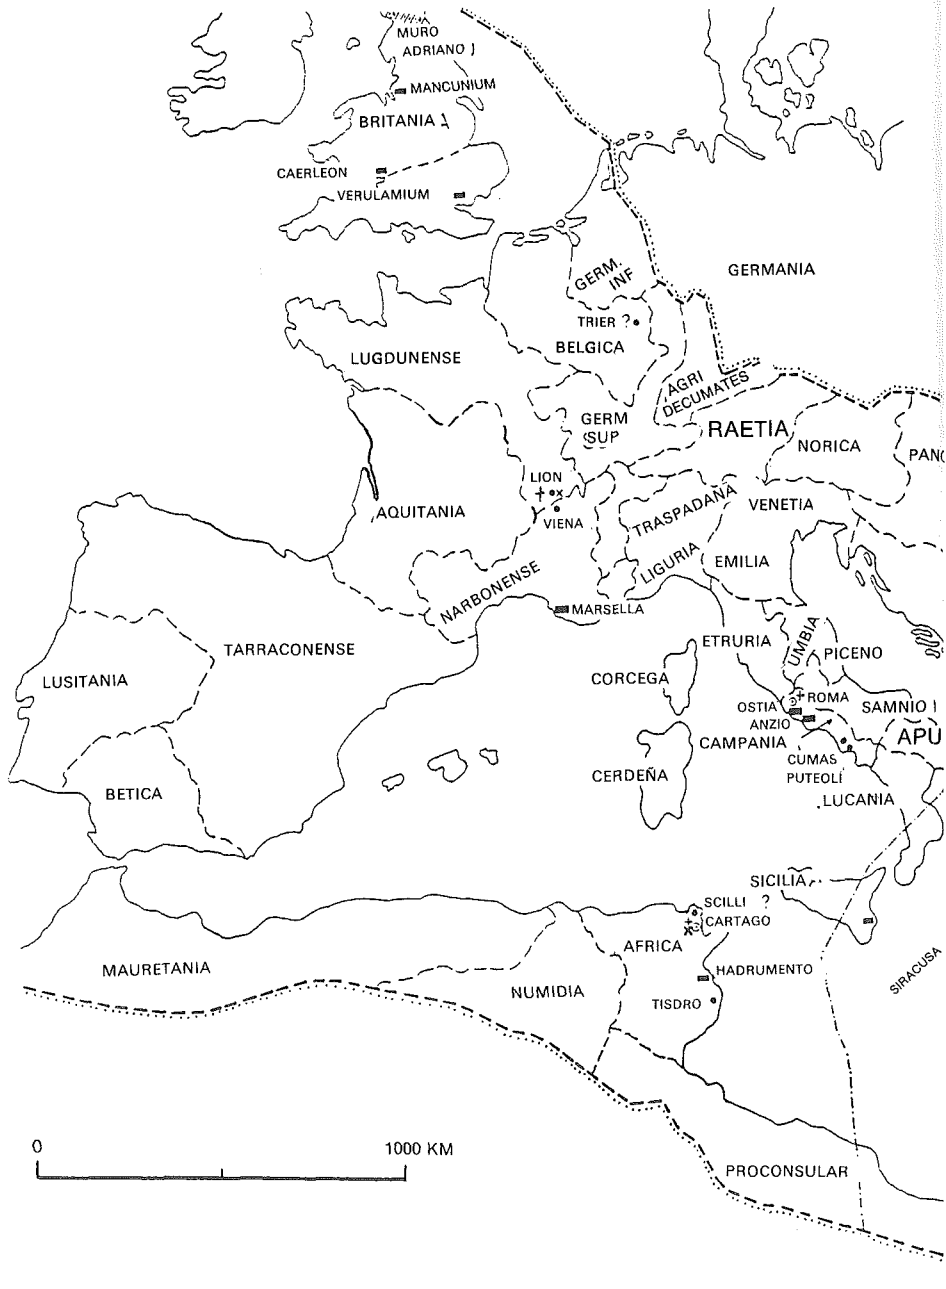 MURO
ADRIANO
MANCUNIUM
BRITANIA
CAERLEON
VERULAMIUM
GERMANIA
GERM.
INF
TRIER ?
BELGICA
LUGDUNENSE
AGRI
DECUMATES
GERM
SUP
RAETIA
NORICA
PANO
LION
VIENA
AQUITANIA
TRASPADANA
VENETIA
LIGURIA
EMILIA
NARBONENSE
MARSELLA
ETRURIA
UMBIA
PICENO
TARRACONENSE
LUSITANIA
CORCEGA
ROMA
OSTIA
ANZIO
SAMNIO
CAMPANIA
APU
CUMAS
PUTEOLI
CERDEÑA
BETICA
LUCANIA
SICILIA
SCILLI ?
CARTAGO
AFRICA
MAURETANIA
HADRUMENTO
SIRACUSA
NUMIDIA
TISDRO
0
1000 KM
PROCONSULAR